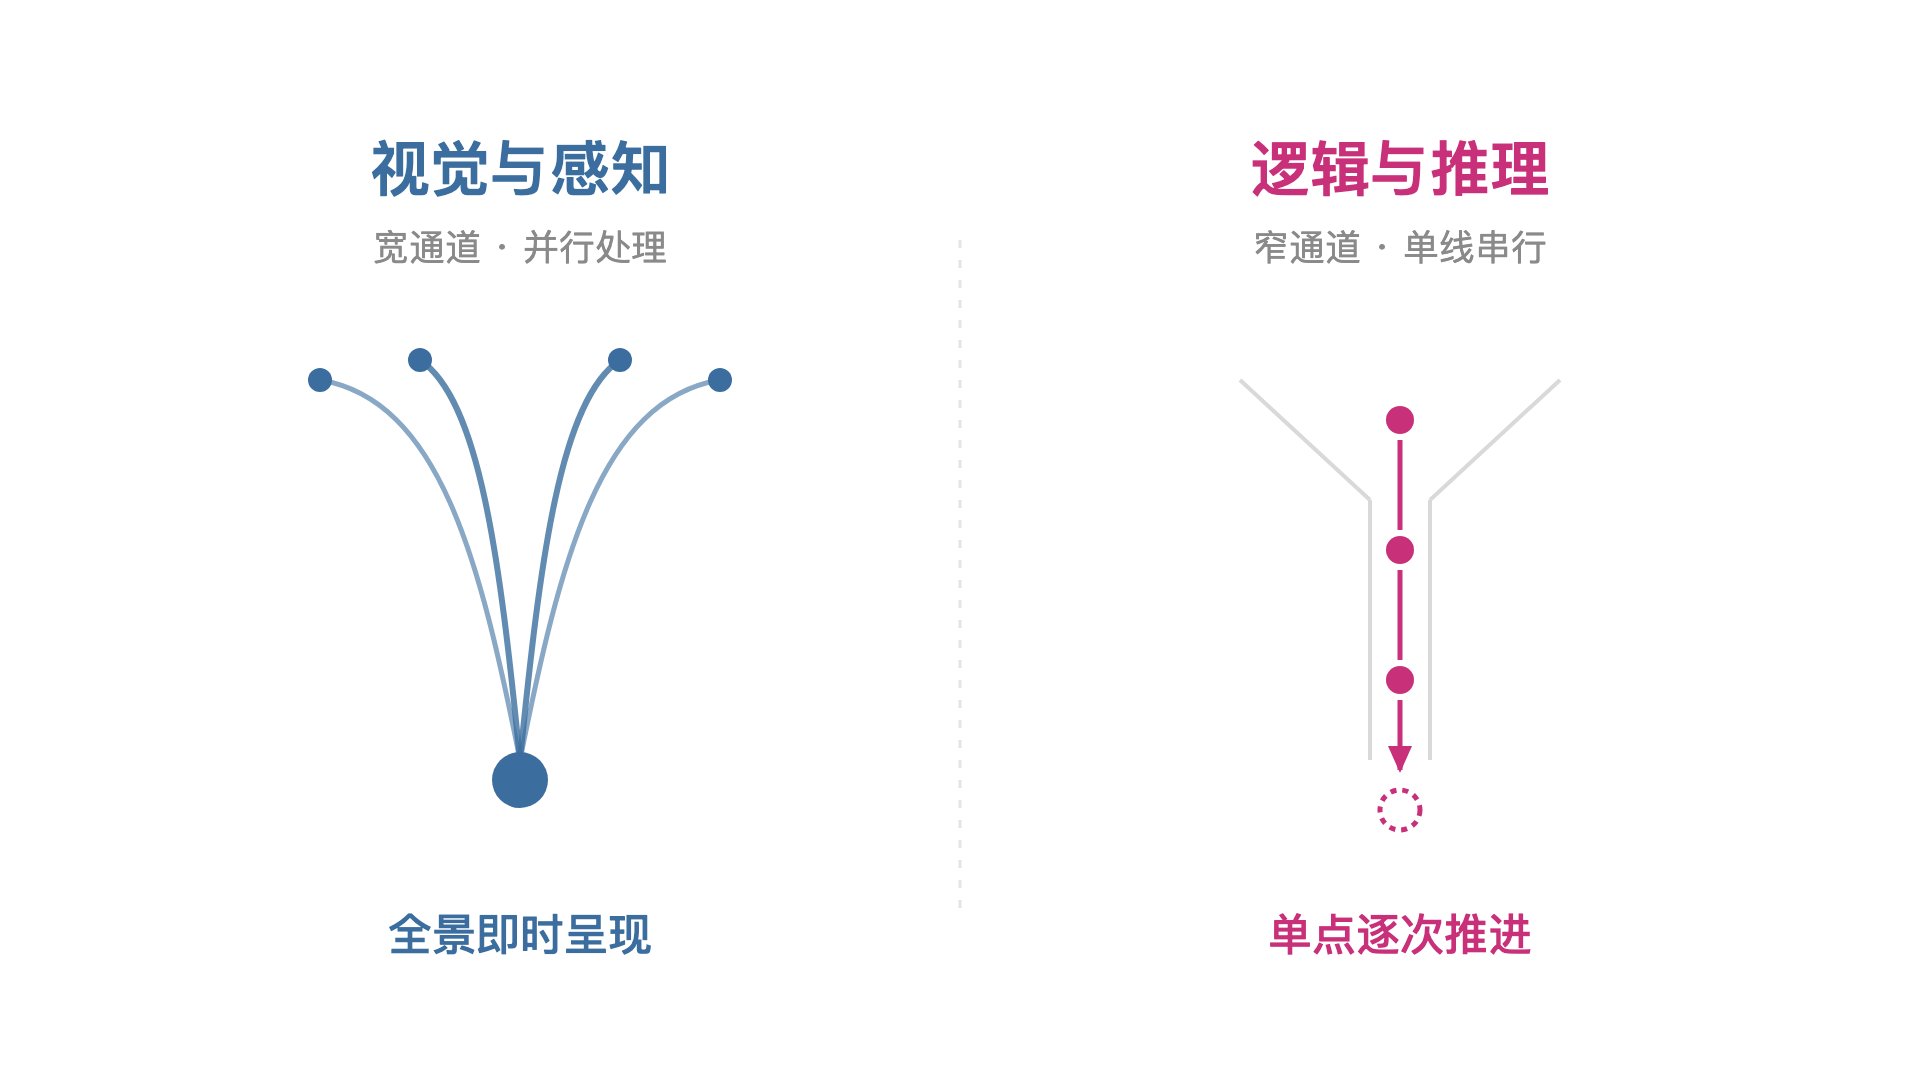 视觉与感知
宽通道 · 并行处理
全景即时呈现
逻辑与推理
窄通道 · 单线串行
单点逐次推进